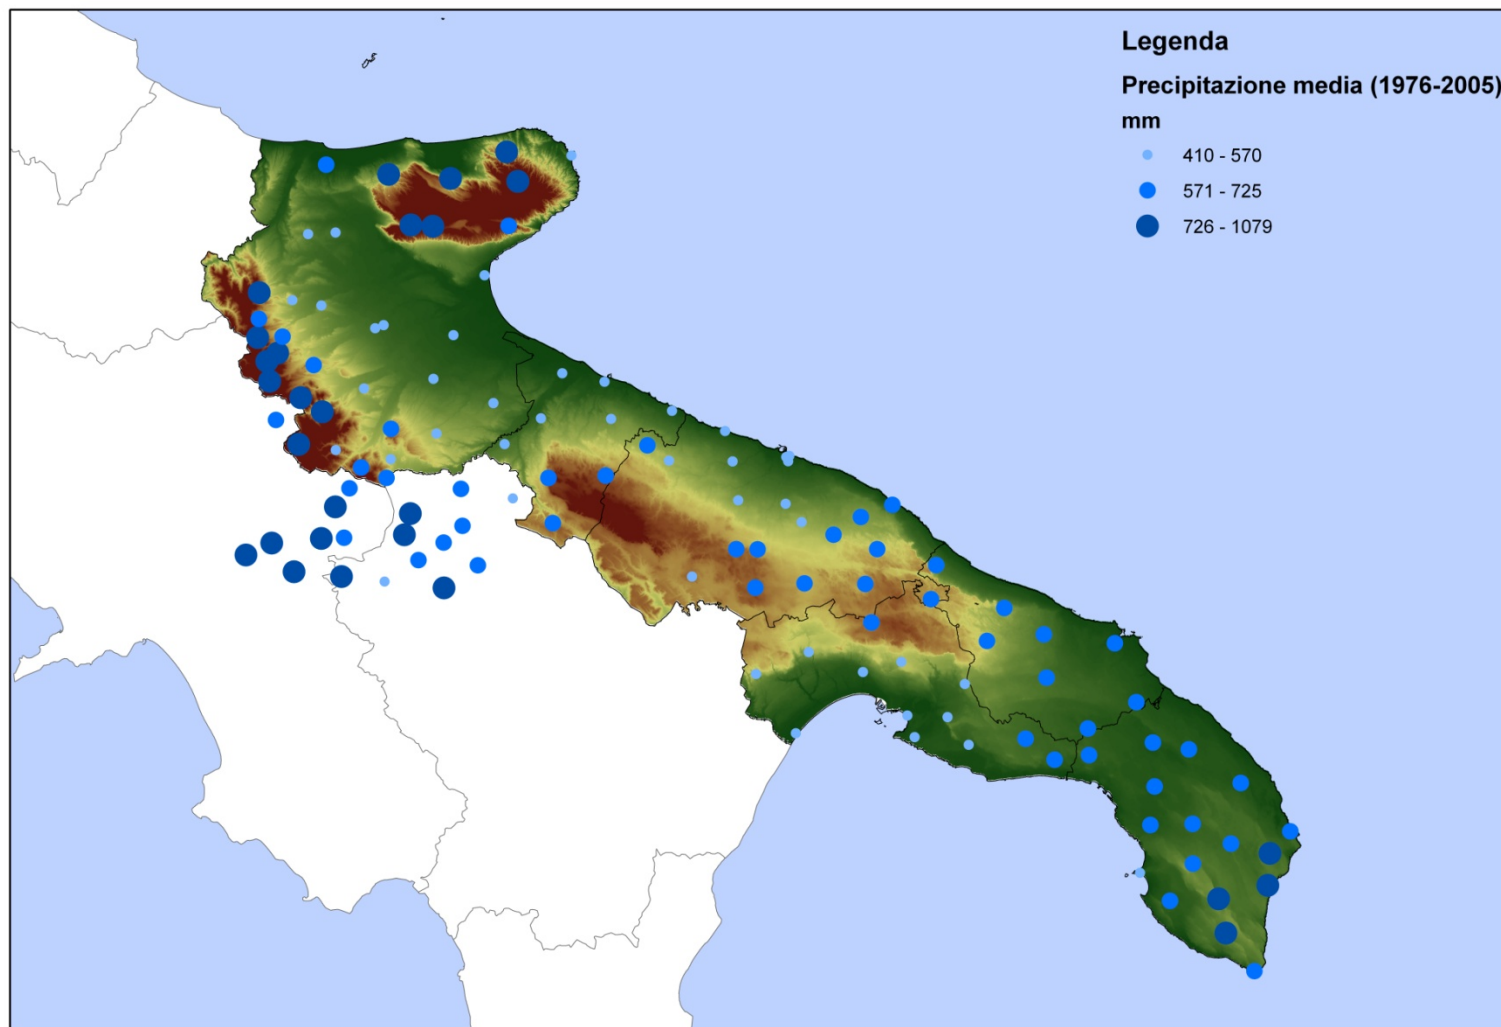 Legenda
Precipitazione media (1976-2005)
mm
410 - 570
571 - 725
726 - 1079